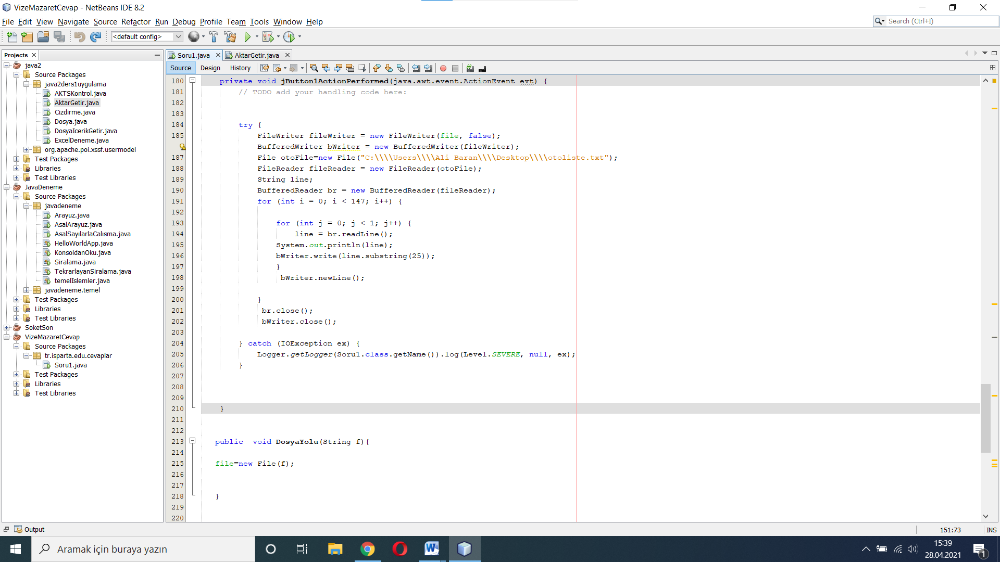 VizeMazaretCevap - NetBeans IDE 8.2
File Edit View Navigate Source Refactor Run Debug Profile Team Tools Window Help
Search (Ctrl+I)
<default config>
Projects
java2
Source Packages
java2ders1uygulama
AKTSKontrol.java
AktarGetir.java
Cizdirme.java
Dosya.java
DosyaIcerikGetir.java
ExcelDeneme.java
org.apache.poi.xssf.usermodel
Test Packages
Libraries
Test Libraries
JavaDeneme
Source Packages
javadeneme
Arayuz.java
AsalArayuz.java
AsalSayılarlaCalısma.java
HelloWorldApp.java
KonsoldanOku.java
Siralama.java
TekrarlayanSiralama.java
temelIslemler.java
javadeneme.temel
Test Packages
Libraries
Test Libraries
SoketSon
VizeMazaretCevap
Source Packages
tr.isparta.edu.cevaplar
Soru1.java
Test Packages
Libraries
Test Libraries
Soru1.java AktarGetir.java
Source Design History
180 private void jButton1ActionPerformed(java.awt.event.ActionEvent evt) {
181 // TODO add your handling code here:
182
183
184 try {
185 FileWriter fileWriter = new FileWriter(file, false);
BufferedWriter bWriter = new BufferedWriter(fileWriter);
187 File otoFile=new File("C:\\\\Users\\\\Ali Baran\\\\Desktop\\\\otoliste.txt");
188 FileReader fileReader = new FileReader(otoFile);
189 String line;
190 BufferedReader br = new BufferedReader(fileReader);
191 for (int i = 0; i < 147; i++) {
192
193 for (int j = 0; j < 1; j++) {
194 line = br.readLine();
195 System.out.println(line);
196 bWriter.write(line.substring(25));
197 }
198 bWriter.newLine();
199
200 }
201 br.close();
202 bWriter.close();
203
204 } catch (IOException ex) {
205 Logger.getLogger(Soru1.class.getName()).log(Level.SEVERE, null, ex);
206 }
207
208
209
210 }
211
212
213 public  void DosyaYolu(String f){
214
215 file=new File(f);
216
217
218 }
219
220
Output
151:73 INS
Aramak için buraya yazın
15:39
28.04.2021
1